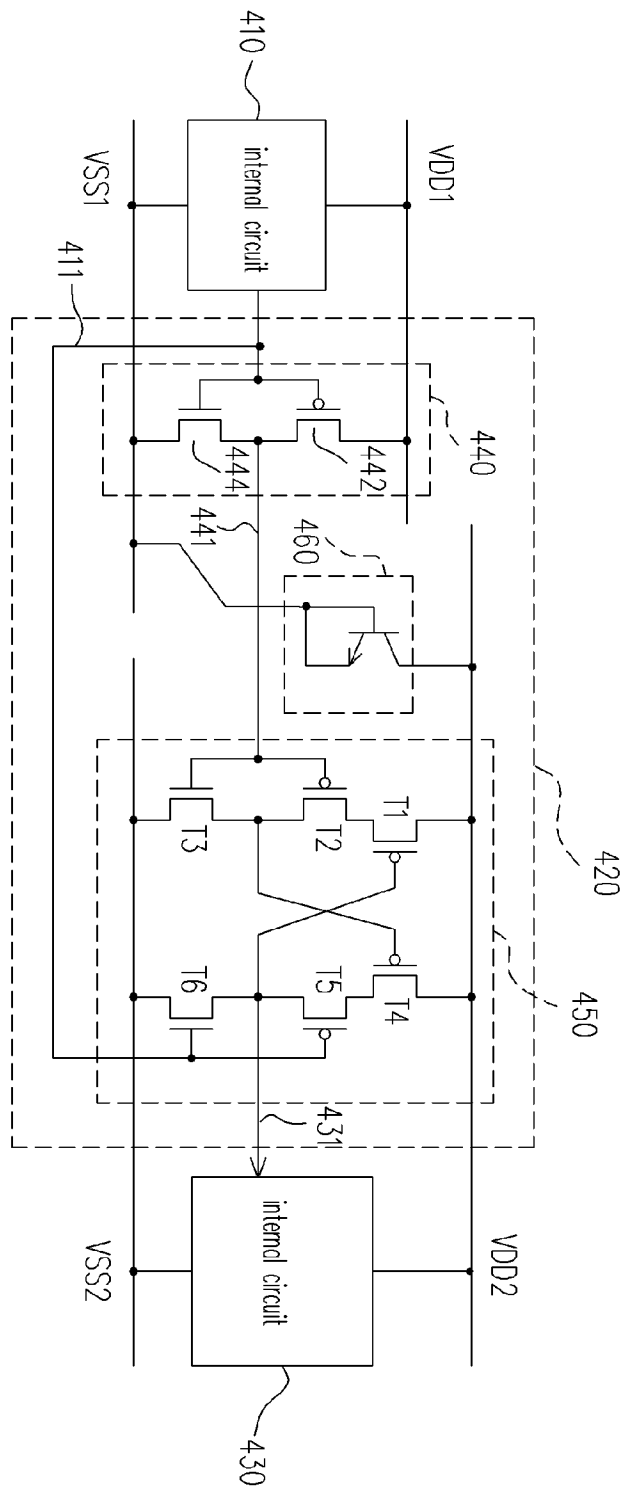 410
internal circuit
VDD1
VSS1
411
440
442
444
441
460
420
450
T1
T2
T3
T4
T5
T6
431
internal circuit
VDD2
VSS2
430